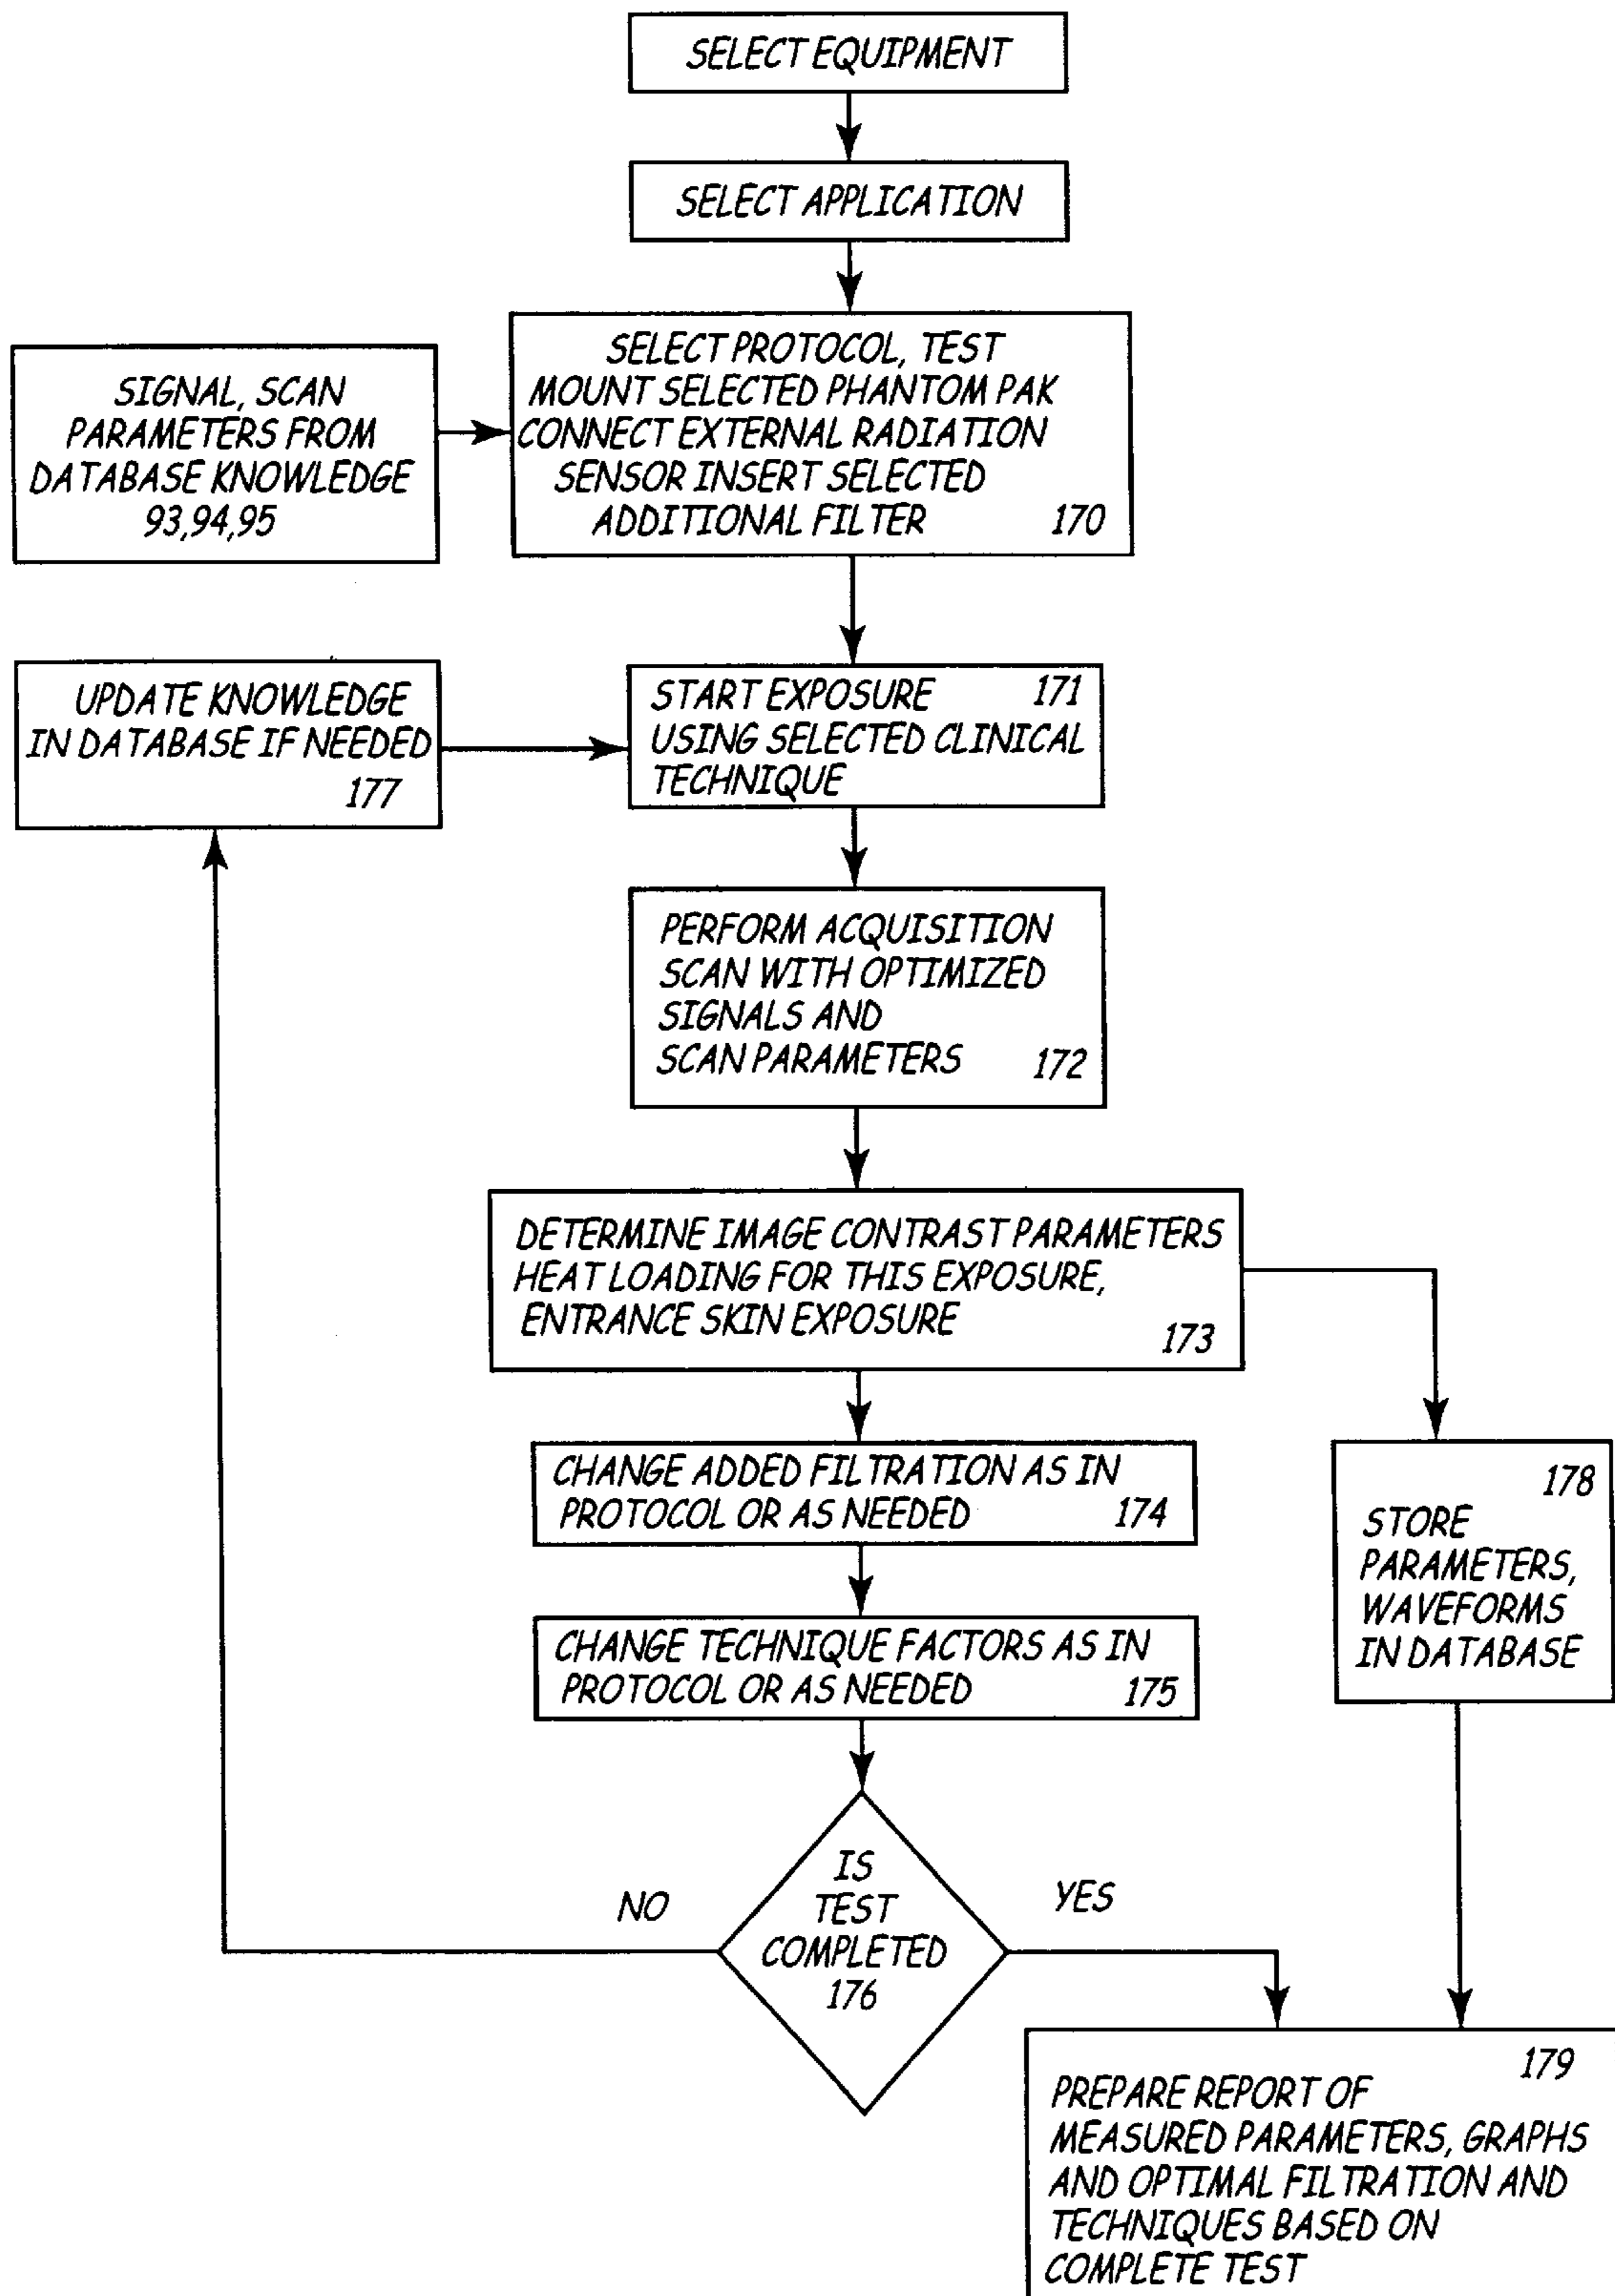 SELECT EQUIPMENT
SELECT APPLICATION
SIGNAL, SCAN
PARAMETERS FROM
DATABASE KNOWLEDGE
93,94,95
SELECT PROTOCOL, TEST
MOUNT SELECTED PHANTOM PAK
CONNECT EXTERNAL RADIATION
SENSOR INSERT SELECTED
ADDITIONAL FILTER 170
UPDATE KNOWLEDGE
IN DATABASE IF NEEDED
177
START EXPOSURE 171
USING SELECTED CLINICAL
TECHNIQUE
PERFORM ACQUISITION
SCAN WITH OPTIMIZED
SIGNALS AND
SCAN PARAMETERS 172
DETERMINE IMAGE CONTRAST PARAMETERS
HEAT LOADING FOR THIS EXPOSURE,
ENTRANCE SKIN EXPOSURE
173
CHANGE ADDED FILTRATION AS IN
PROTOCOL OR AS NEEDED 174
178
STORE
PARAMETERS,
WAVEFORMS
IN DATABASE
CHANGE TECHNIQUE FACTORS AS IN
PROTOCOL OR AS NEEDED 175
IS
TEST
COMPLETED
176
NO
YES
179
PREPARE REPORT OF
MEASURED PARAMETERS, GRAPHS
AND OPTIMAL FILTRATION AND
TECHNIQUES BASED ON
COMPLETE TEST